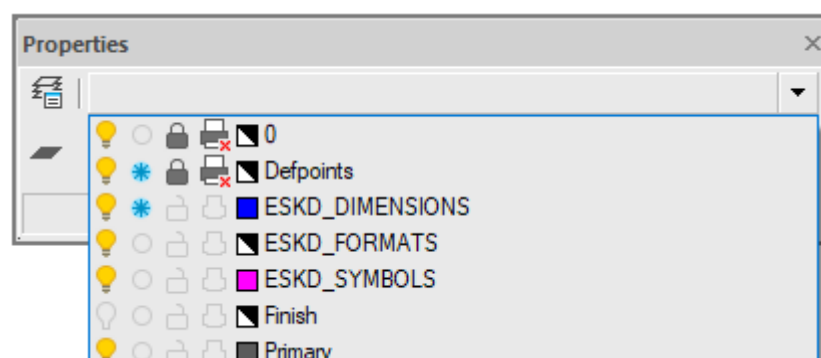 Properties
0
Defpoints
ESKD_DIMENSIONS
ESKD_FORMATS
ESKD_SYMBOLS
Finish
Primary